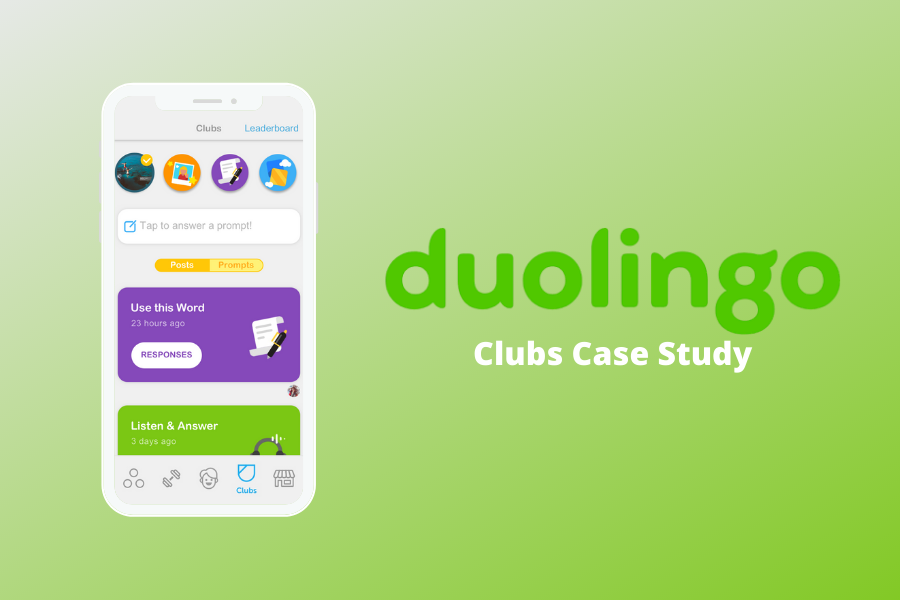 Clubs
Leaderboard
Tap to answer a prompt!
Posts
Prompts
Use this Word
23 hours ago
RESPONSES
Listen & Answer
3 days ago
Clubs
duolingo
Clubs Case Study